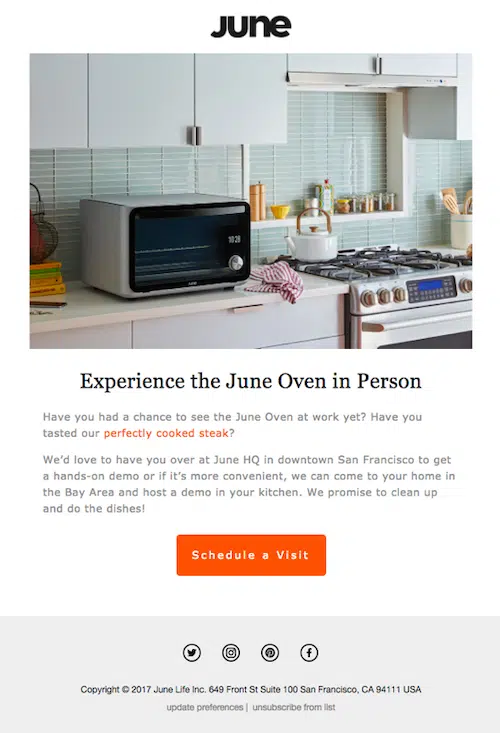 June
10:28
Experience the June Oven in Person
Have you had a chance to see the June Oven at work yet? Have you
tasted our perfectly cooked steak?
We'd love to have you over at June HQ in downtown San Francisco to get
a hands-on demo or if it's more convenient, we can come to your home in
the Bay Area and host a demo in your kitchen. We promise to clean up
and do the dishes!
Schedule a Visit
Copyright © 2017 June Life Inc. 649 Front St Suite 100 San Francisco, CA 94111 USA
update preferences | unsubscribe from list